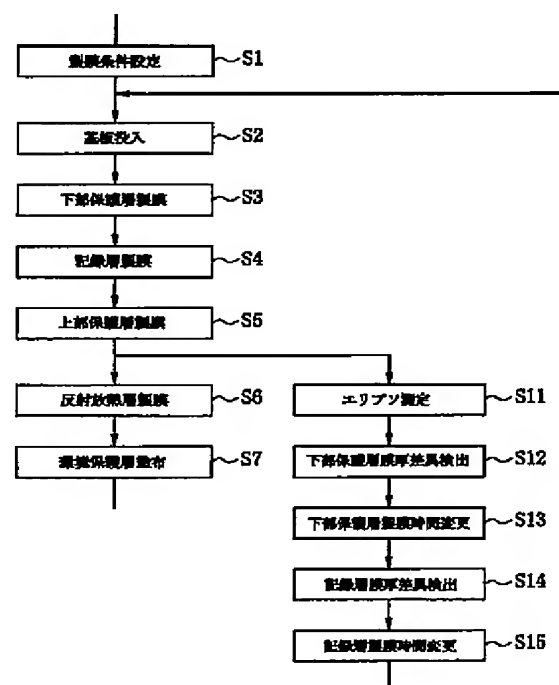 製膜条件設定 S1
基板投入 S2
下部保護層製膜 S3
記録層製膜 S4
上部保護層製膜 S5
反射放熱層製膜 S6
環境保護層塗布 S7
エリプソ測定 S11
下部保護層膜厚差異検出 S12
下部保護層製膜時間変更 S13
記録層膜厚差異検出 S14
記録層製膜時間変更 S15